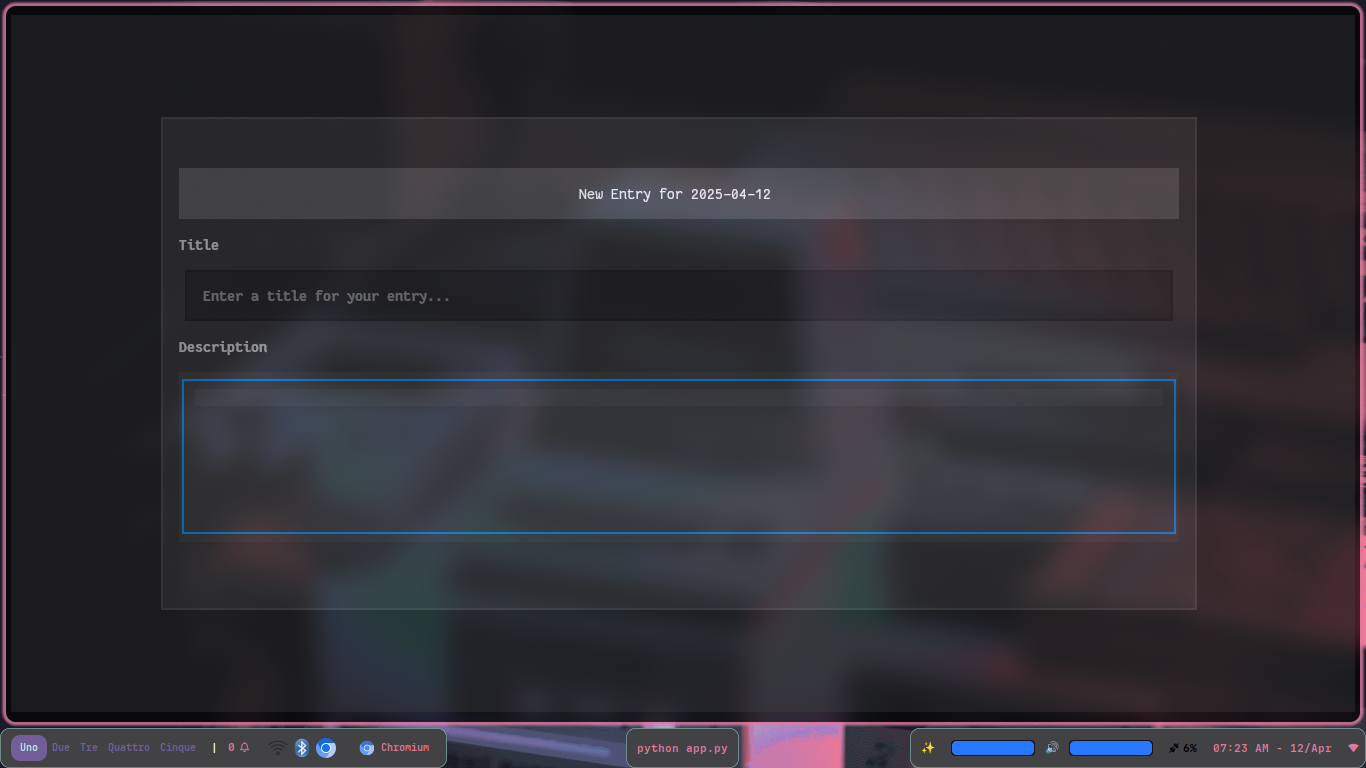 New Entry for 2025-04-12
Title
Enter a title for your entry...
Description
Uno Due Tre Quattro Cinque | 0 Chromium
python app.py
6% 07:23 AM - 12/Apr